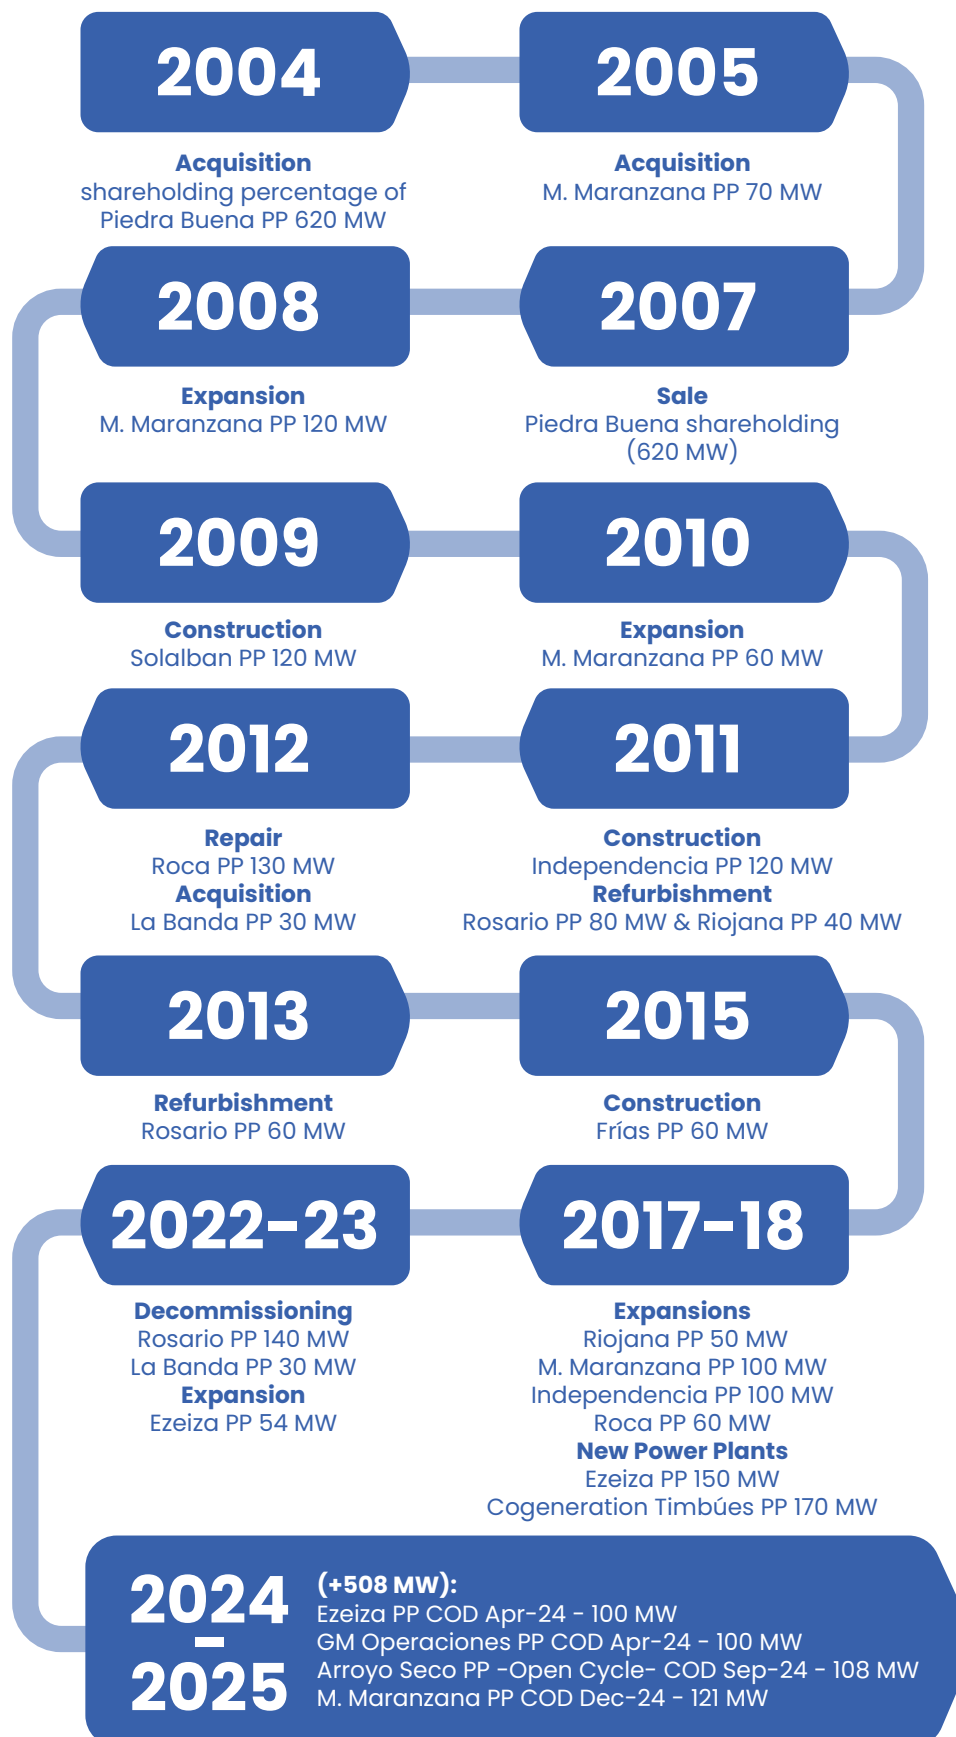 2004
Acquisition
shareholding percentage of
Piedra Buena PP 620 MW
2005
Acquisition
M. Maranzana PP 70 MW
2007
Sale
Piedra Buena shareholding
(620 MW)
2008
Expansion
M. Maranzana PP 120 MW
2009
Construction
Solalban PP 120 MW
2010
Expansion
M. Maranzana PP 60 MW
2011
Construction
Independencia PP 120 MW
Refurbishment
Rosario PP 80 MW & Riojana PP 40 MW
2012
Repair
Roca PP 130 MW
Acquisition
La Banda PP 30 MW
2013
Refurbishment
Rosario PP 60 MW
2015
Construction
Frías PP 60 MW
2017-18
Expansions
Riojana PP 50 MW
M. Maranzana PP 100 MW
Independencia PP 100 MW
Roca PP 60 MW
New Power Plants
Ezeiza PP 150 MW
Cogeneration Timbúes PP 170 MW
2022-23
Decommissioning
Rosario PP 140 MW
La Banda PP 30 MW
Expansion
Ezeiza PP 54 MW
2024
-
2025
(+508 MW):
Ezeiza PP COD Apr-24 - 100 MW
GM Operaciones PP COD Apr-24 - 100 MW
Arroyo Seco PP -Open Cycle- COD Sep-24 - 108 MW
M. Maranzana PP COD Dec-24 - 121 MW